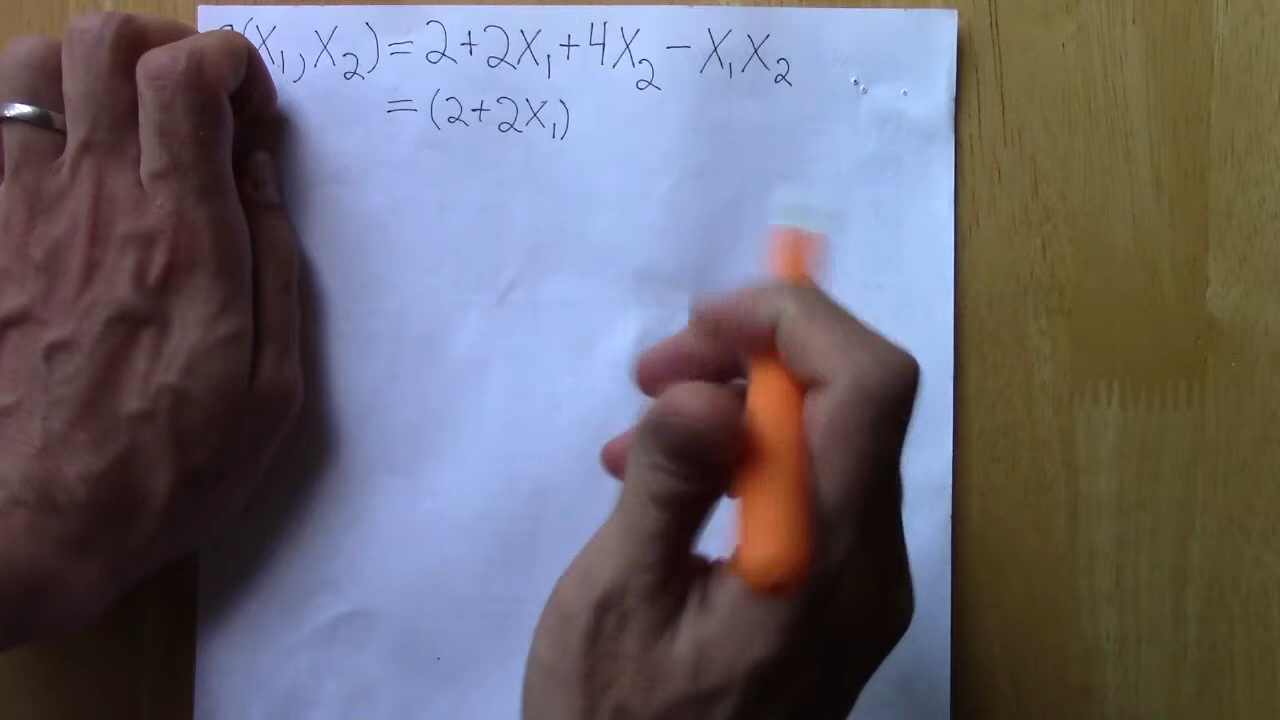 (X₁, X₂) = 2 + 2X₁ + 4X₂ − X₁X₂
= (2 + 2X₁)